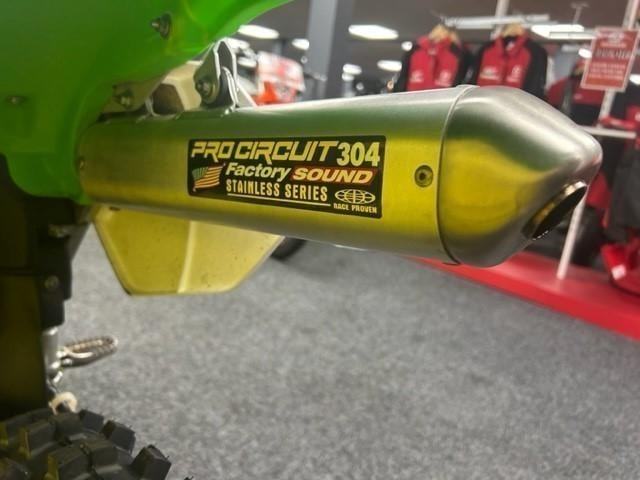 PRO CIRCUIT 304
Factory SOUND
STAINLESS SERIES
RACE PROVEN